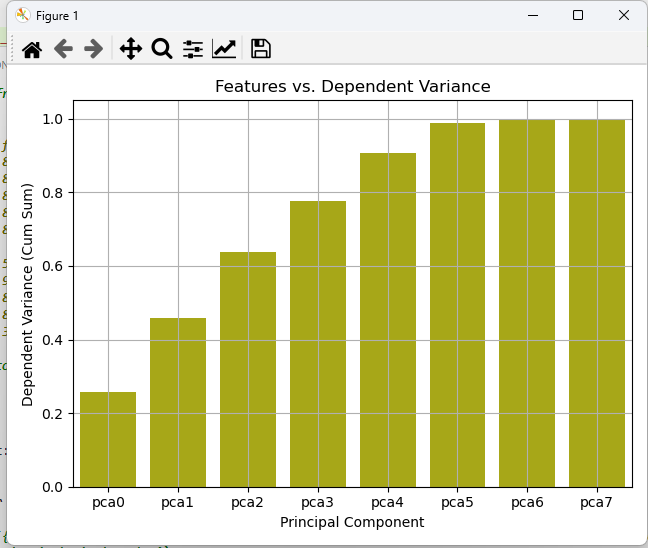 Figure 1
Features vs. Dependent Variance
Dependent Variance (Cum Sum)
1.0
0.8
0.6
0.4
0.2
0.0
pca0 pca1 pca2 pca3 pca4 pca5 pca6 pca7
Principal Component